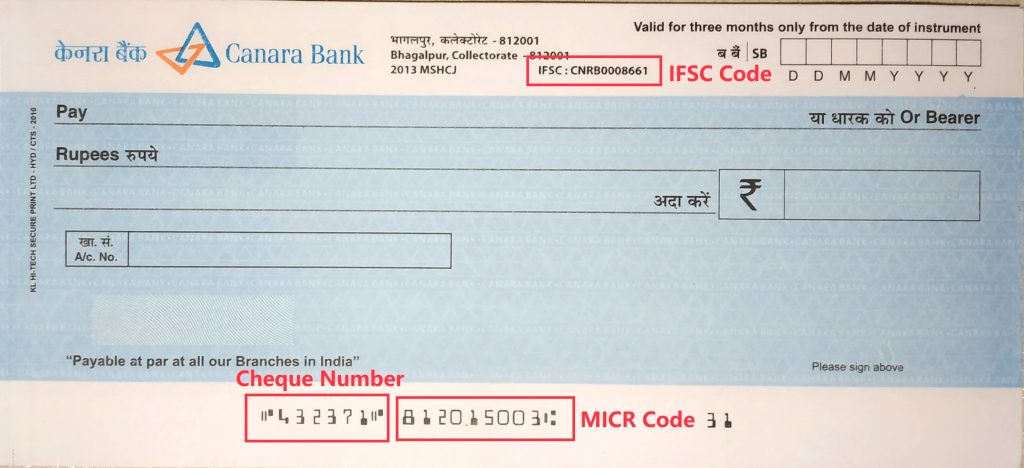 Valid for three months only from the date of instrument
केनरा बैंक Canara Bank
भागलपुर, कलेक्टोरेट - 812001
Bhagalpur, Collectorate - 812001
2013 MSHCJ
IFSC : CNRB0008661 IFSC Code
ब बैं SB
D D M M Y Y Y Y
Pay या धारक को Or Bearer
Rupees रुपये
अदा करें ₹
खा. सं.
A/c. No.
KL HI-TECH SECURE PRINT LTD - HYD / CTS - 2010
"Payable at par at all our Branches in India"
Please sign above
Cheque Number
⑈432371⑈ 812015003⑆ MICR Code 31